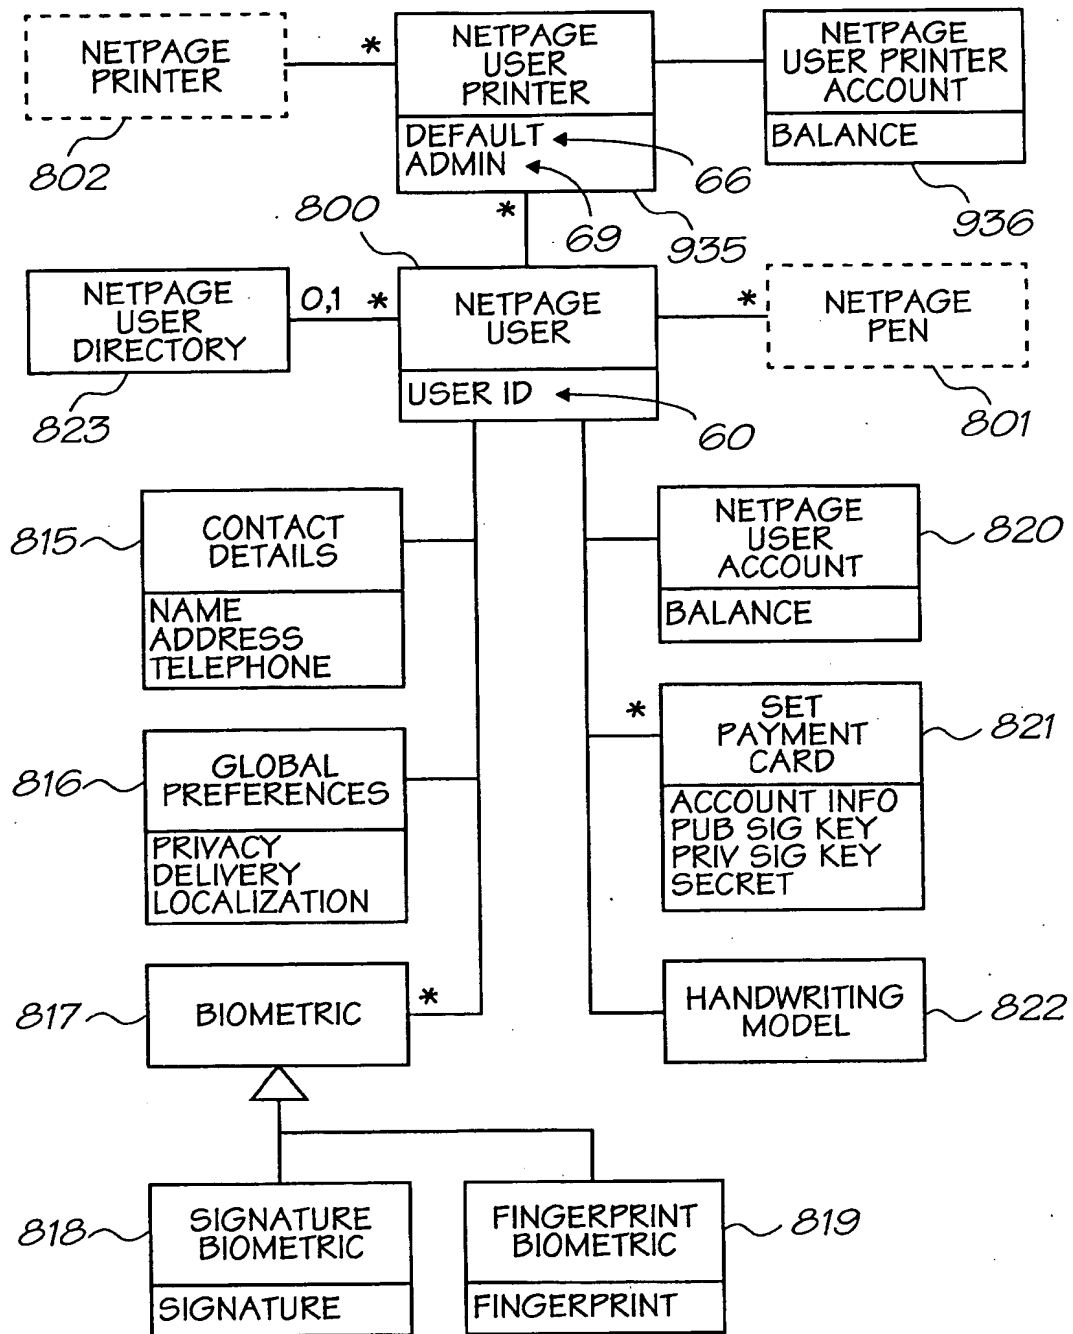 NETPAGE
PRINTER
802
*
NETPAGE
USER
PRINTER
DEFAULT
ADMIN
66
69
935
NETPAGE
USER PRINTER
ACCOUNT
BALANCE
936
*
800
NETPAGE
USER
DIRECTORY
823
0,1 *
NETPAGE
USER
USER ID
60
*
NETPAGE
PEN
801
815
CONTACT
DETAILS
NAME
ADDRESS
TELEPHONE
NETPAGE
USER
ACCOUNT
BALANCE
820
816
GLOBAL
PREFERENCES
PRIVACY
DELIVERY
LOCALIZATION
*
SET
PAYMENT
CARD
ACCOUNT INFO
PUB SIG KEY
PRIV SIG KEY
SECRET
821
817
BIOMETRIC
*
HANDWRITING
MODEL
822
818
SIGNATURE
BIOMETRIC
SIGNATURE
FINGERPRINT
BIOMETRIC
FINGERPRINT
819